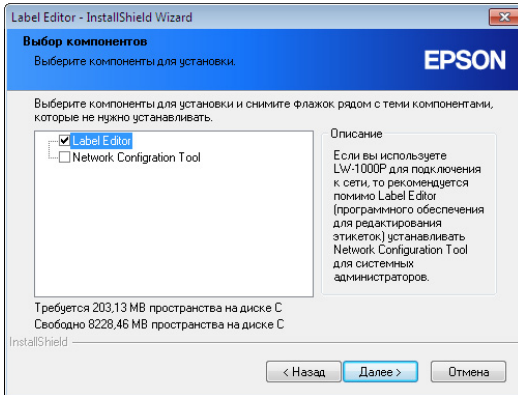 Label Editor - InstallShield Wizard
Выбор компонентов
Выберите компоненты для установки.
EPSON
Выберите компоненты для установки и снимите флажок рядом с теми компонентами,
которые не нужно устанавливать.
Label Editor
Network Configration Tool
Описание
Если вы используете
LW-1000P для подключения
к сети, то рекомендуется
помимо Label Editor
(программного обеспечения
для редактирования
этикеток) устанавливать
Network Configuration Tool
для системных
администраторов.
Требуется 203,13 MB пространства на диске C
Свободно 8228,46 MB пространства на диске C
InstallShield
< Назад
Далее >
Отмена